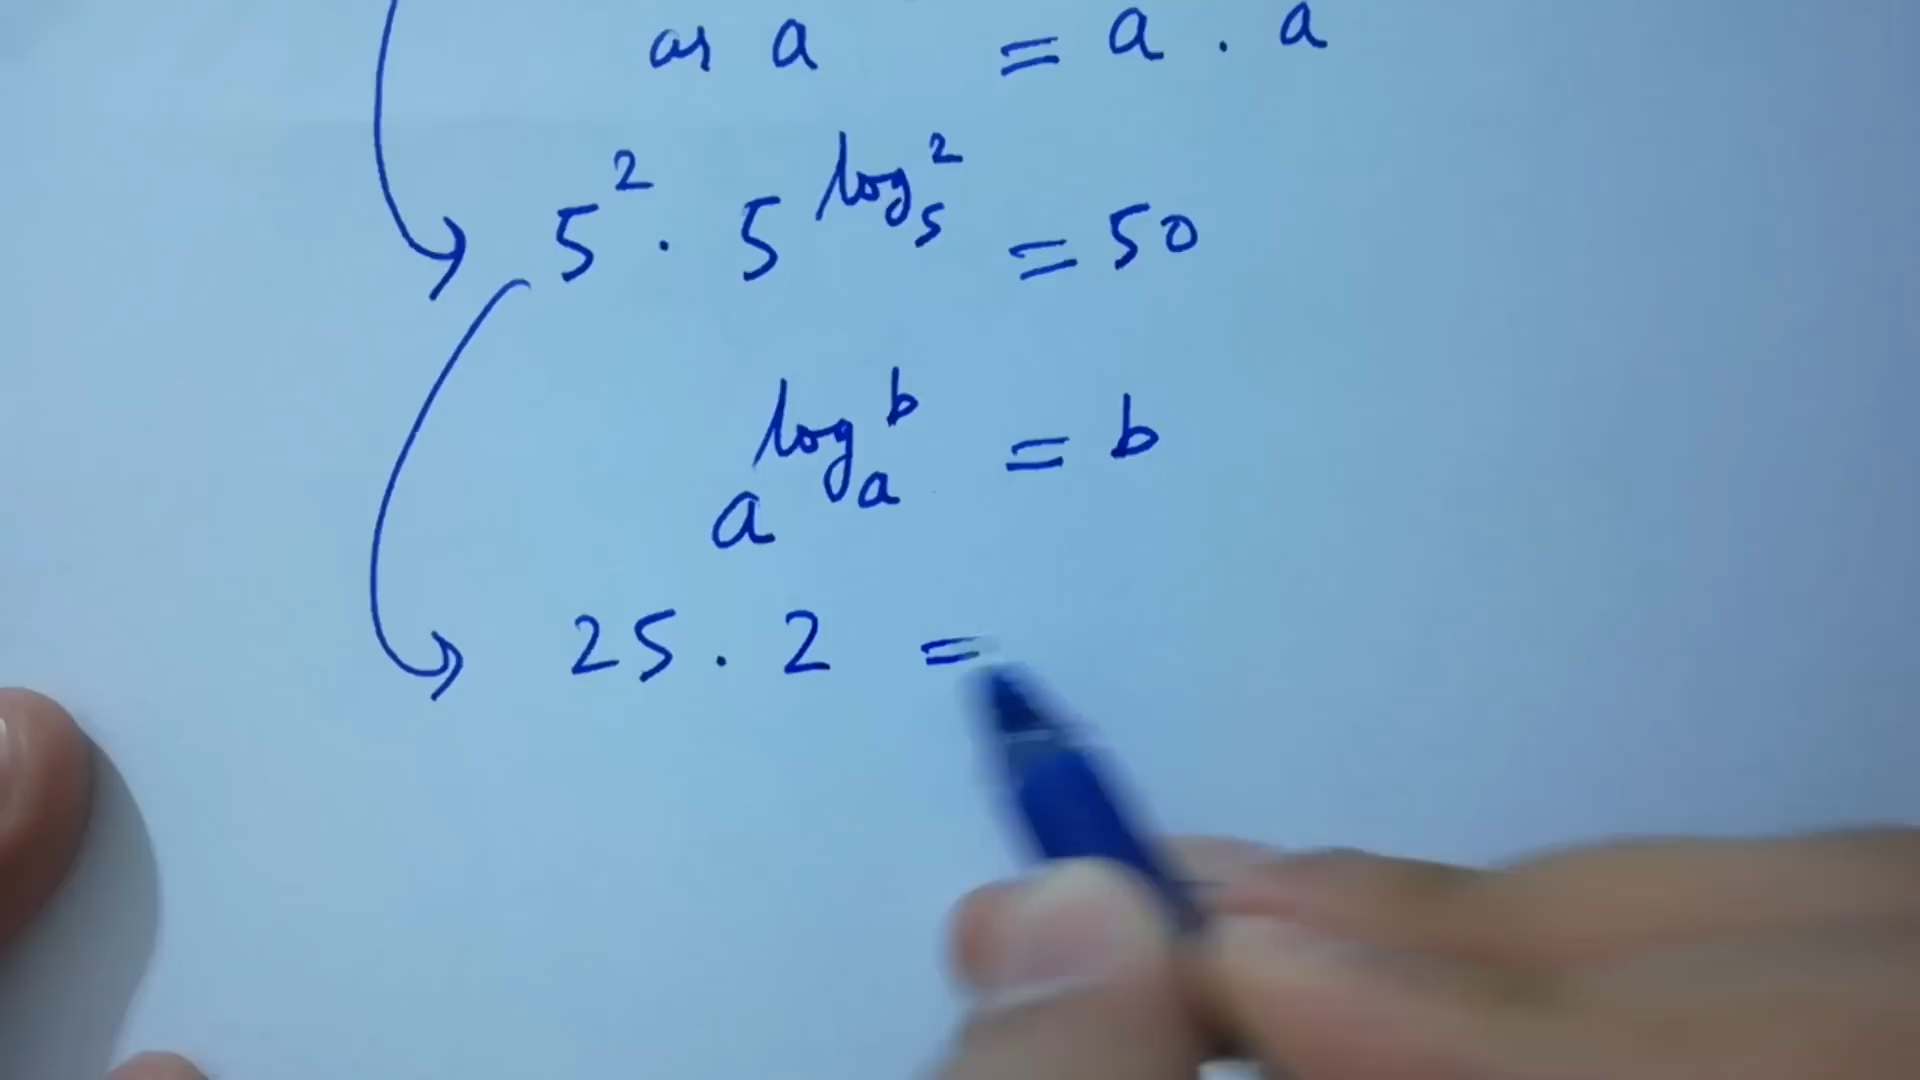 as a = a . a
5² . 5^log₅² = 50
a^logₐᵇ = b
25 . 2 =